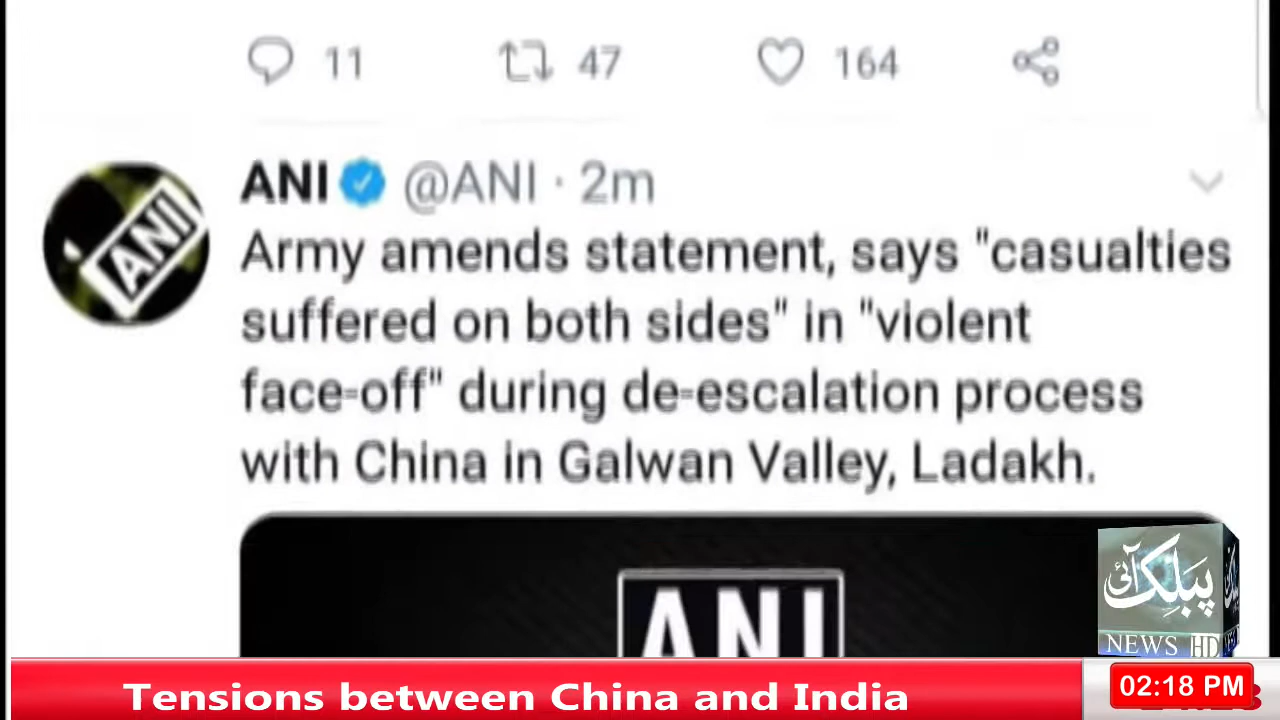 11 47 164
ANI @ANI · 2m
Army amends statement, says "casualties
suffered on both sides" in "violent
face-off" during de-escalation process
with China in Galwan Valley, Ladakh.
ANI
ANI
پبلک آئی
NEWS HD
Tensions between China and India
02:18 PM